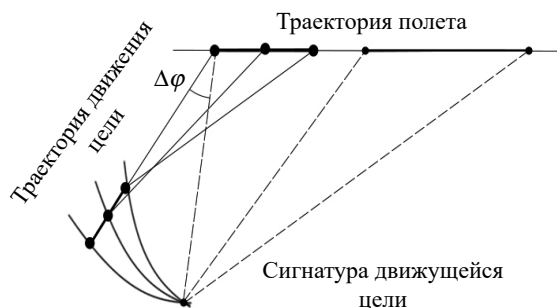 Траектория полета
Траектория движения
цели
Δφ
Сигнатура движущейся
цели